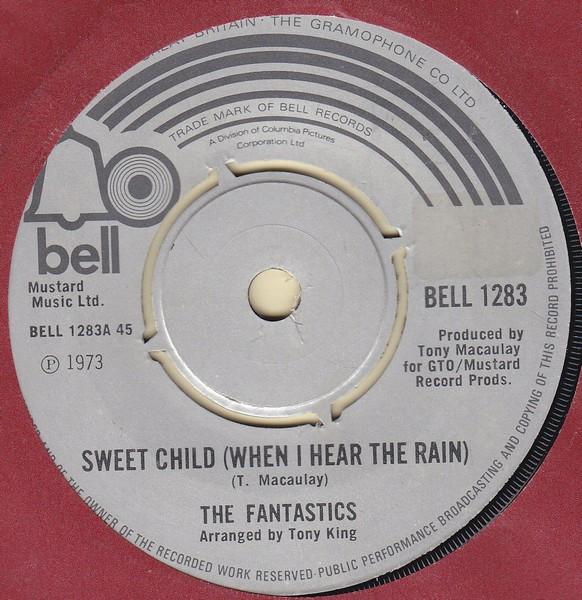 GREAT BRITAIN · THE GRAMOPHONE CO LTD
TRADE MARK OF BELL RECORDS
A Division of Columbia Pictures
Corporation Ltd
bell
Mustard
Music Ltd.
BELL 1283A 45
Ⓟ 1973
BELL 1283
Produced by
Tony Macaulay
for GTO/Mustard
Record Prods.
SWEET CHILD (WHEN I HEAR THE RAIN)
(T. Macaulay)
THE FANTASTICS
Arranged by Tony King
AND OF THE OWNER OF THE RECORDED WORK RESERVED·PUBLIC PERFORMANCE BROADCASTING AND COPYING OF THIS RECORD PROHIBITED